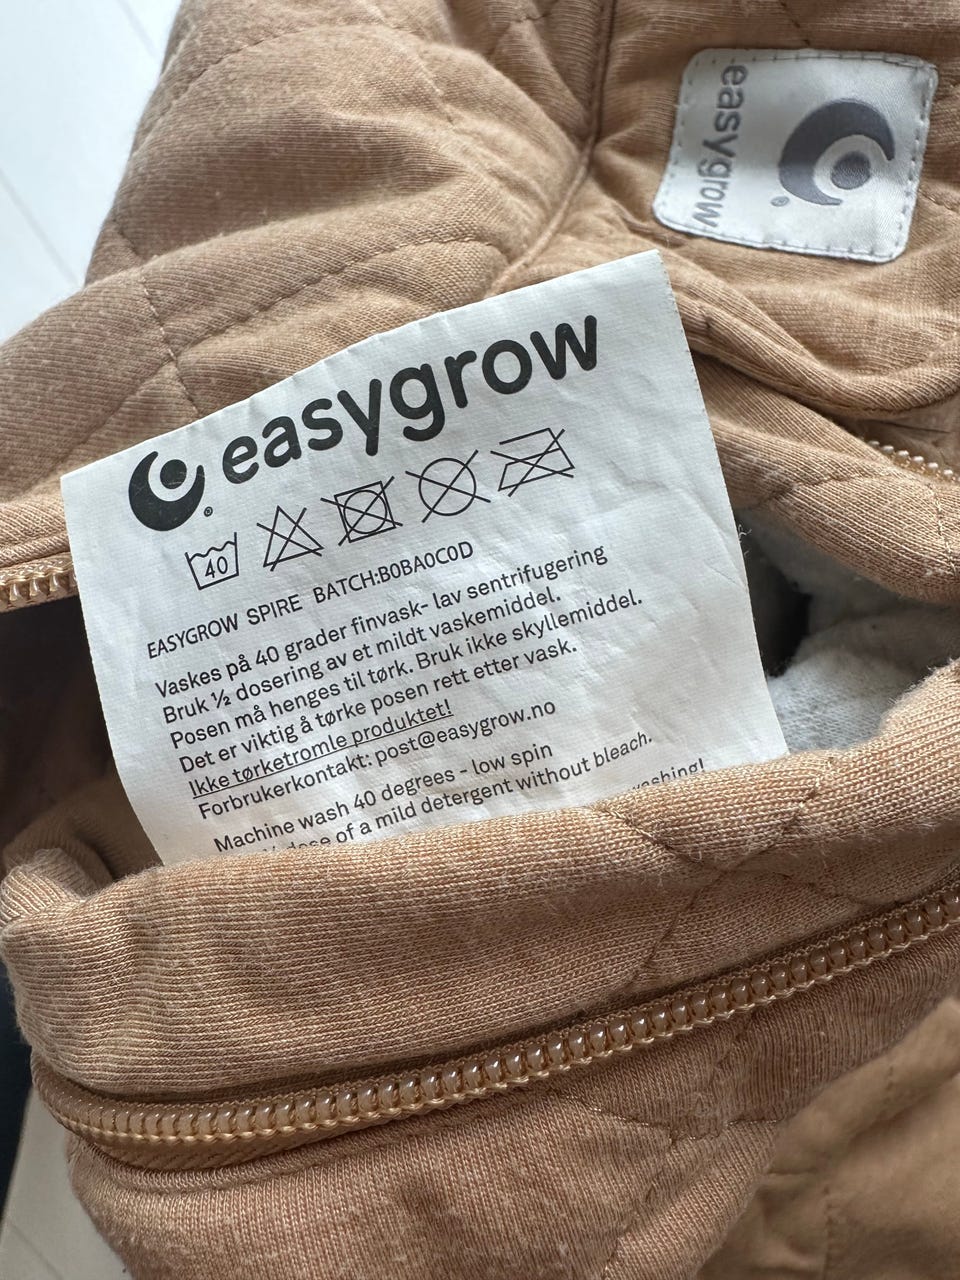 easygrow
®
easygrow
®
40
EASYGROW SPIRE BATCH:B0BA0C0D
Vaskes på 40 grader finvask- lav sentrifugering
Bruk ½ dosering av et mildt vaskemiddel.
Posen må henges til tørk. Bruk ikke skyllemiddel.
Det er viktig å tørke posen rett etter vask.
Ikke tørketromle produktet!
Forbrukerkontakt: post@easygrow.no
Machine wash 40 degrees - low spin
dose of a mild detergent without bleach.
washing!